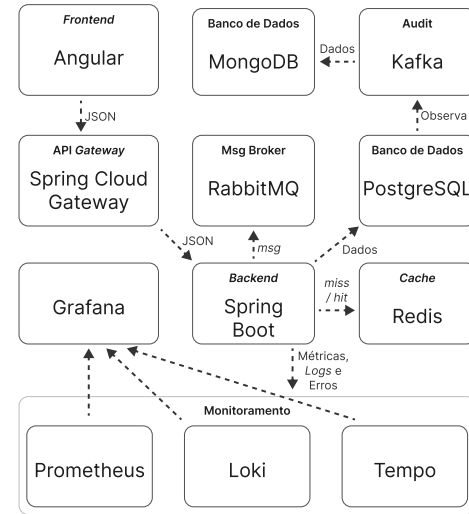 Frontend
Angular
Banco de Dados
MongoDB
Dados
Audit
Kafka
JSON
Observa
API Gateway
Spring Cloud
Gateway
Msg Broker
RabbitMQ
Banco de Dados
PostgreSQL
JSON
msg
Dados
Grafana
Backend
Spring
Boot
miss
/ hit
Cache
Redis
Métricas,
Logs e
Erros
Monitoramento
Prometheus
Loki
Tempo